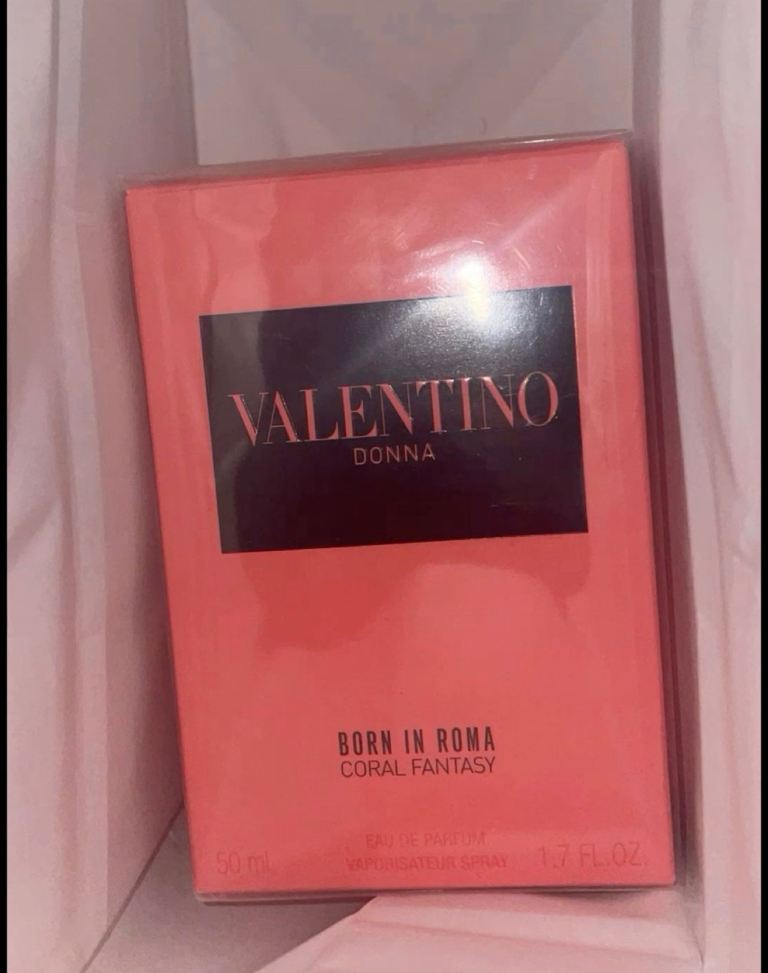 VALENTINO
DONNA
BORN IN ROMA
CORAL FANTASY
EAU DE PARFUM
50 ml VAPORISATEUR SPRAY 1.7 FL.OZ.